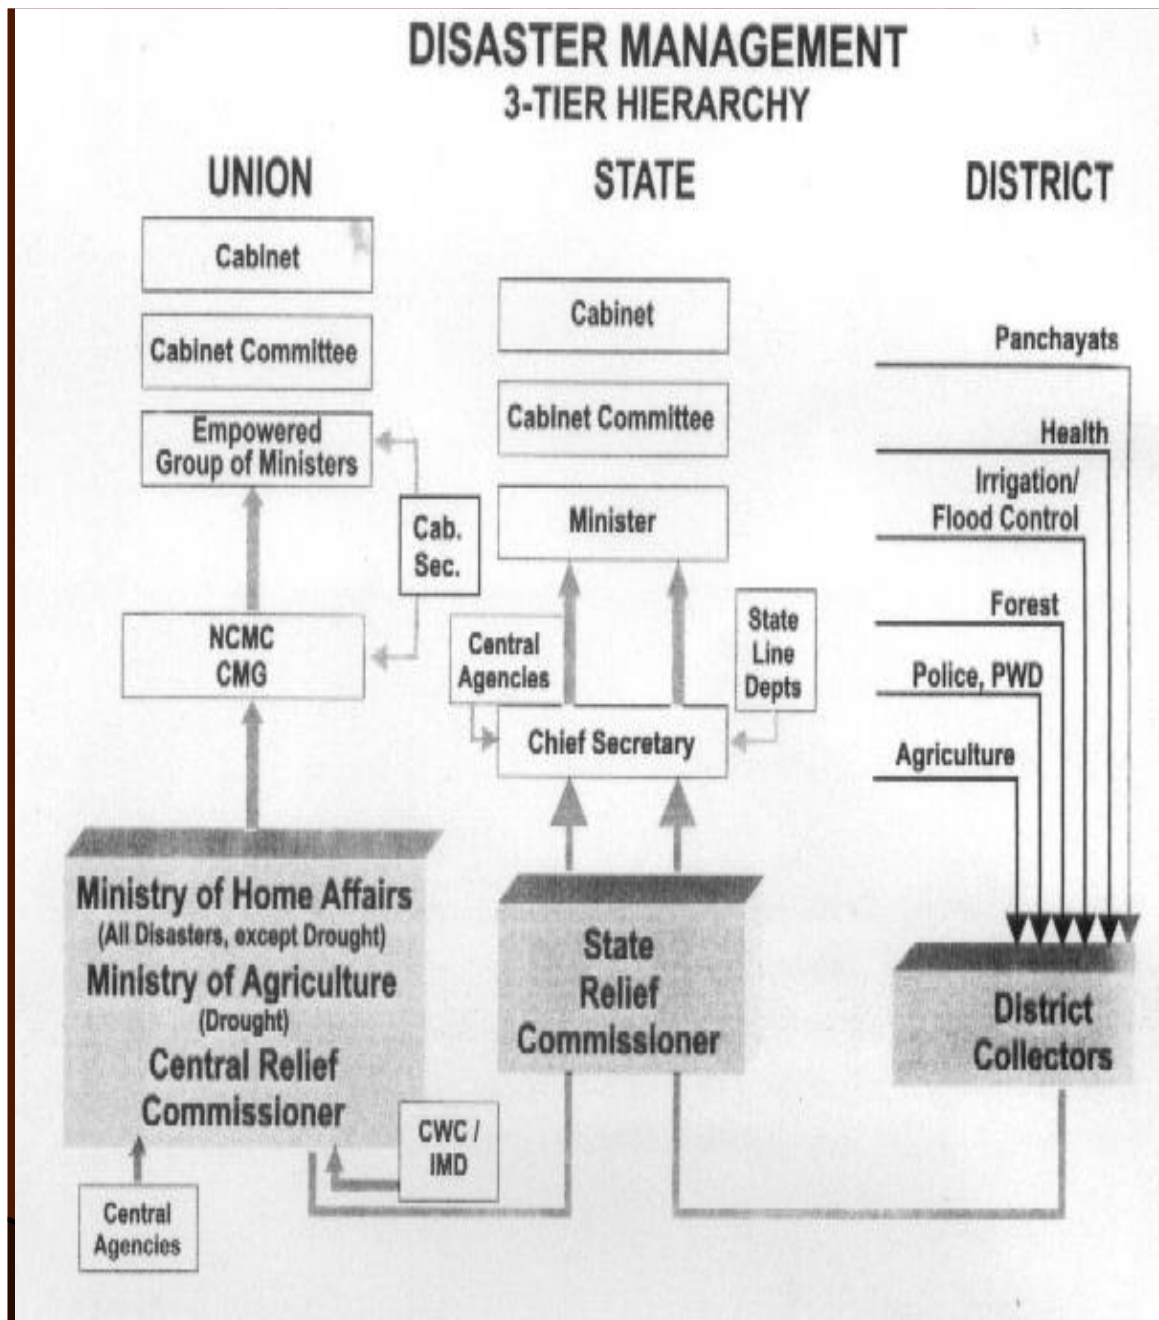 DISASTER MANAGEMENT
3-TIER HIERARCHY
UNION
Cabinet
Cabinet Committee
Empowered
Group of Ministers
Cab.
Sec.
NCMC
CMG
Ministry of Home Affairs
(All Disasters, except Drought)
Ministry of Agriculture
(Drought)
Central Relief
Commissioner
CWC /
IMD
Central
Agencies
STATE
Cabinet
Cabinet Committee
Minister
Central
Agencies
State
Line
Depts
Chief Secretary
State
Relief
Commissioner
DISTRICT
Panchayats
Health
Irrigation/
Flood Control
Forest
Police, PWD
Agriculture
District
Collectors